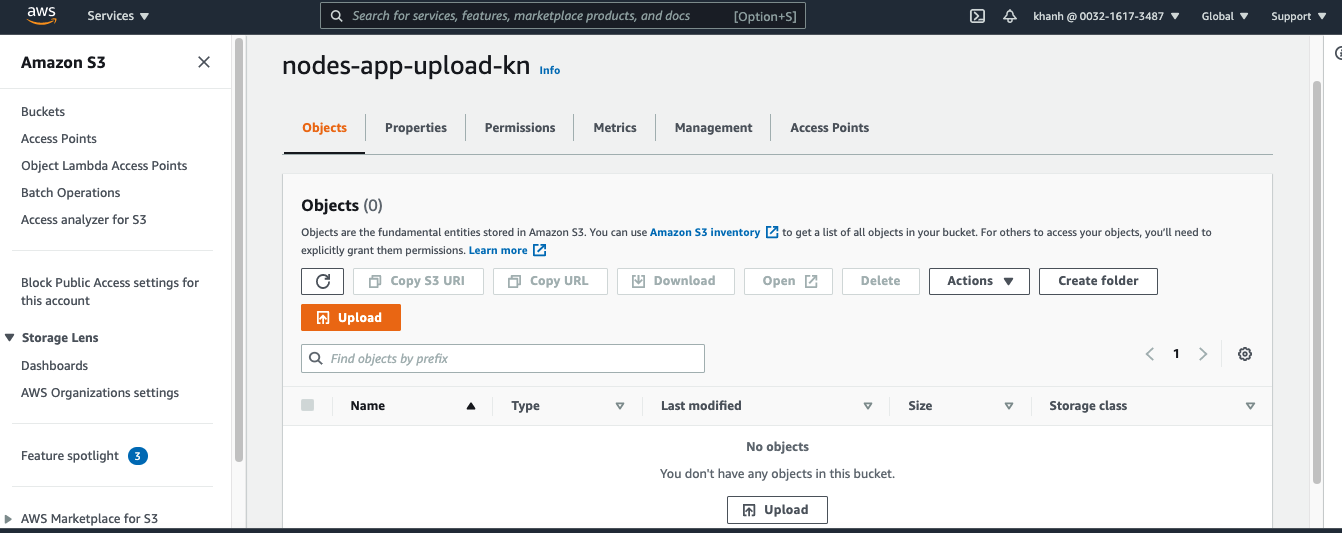 aws
Services
Search for services, features, marketplace products, and docs [Option+S]
khanh @ 0032-1617-3487
Global
Support
Amazon S3
Buckets
Access Points
Object Lambda Access Points
Batch Operations
Access analyzer for S3
Block Public Access settings for
this account
Storage Lens
Dashboards
AWS Organizations settings
Feature spotlight 3
AWS Marketplace for S3
nodes-app-upload-kn Info
Objects Properties Permissions Metrics Management Access Points
Objects (0)
Objects are the fundamental entities stored in Amazon S3. You can use Amazon S3 inventory to get a list of all objects in your bucket. For others to access your objects, you'll need to
explicitly grant them permissions. Learn more
Copy S3 URI Copy URL Download Open Delete Actions Create folder
Upload
Find objects by prefix
1
Name Type Last modified Size Storage class
No objects
You don't have any objects in this bucket.
Upload